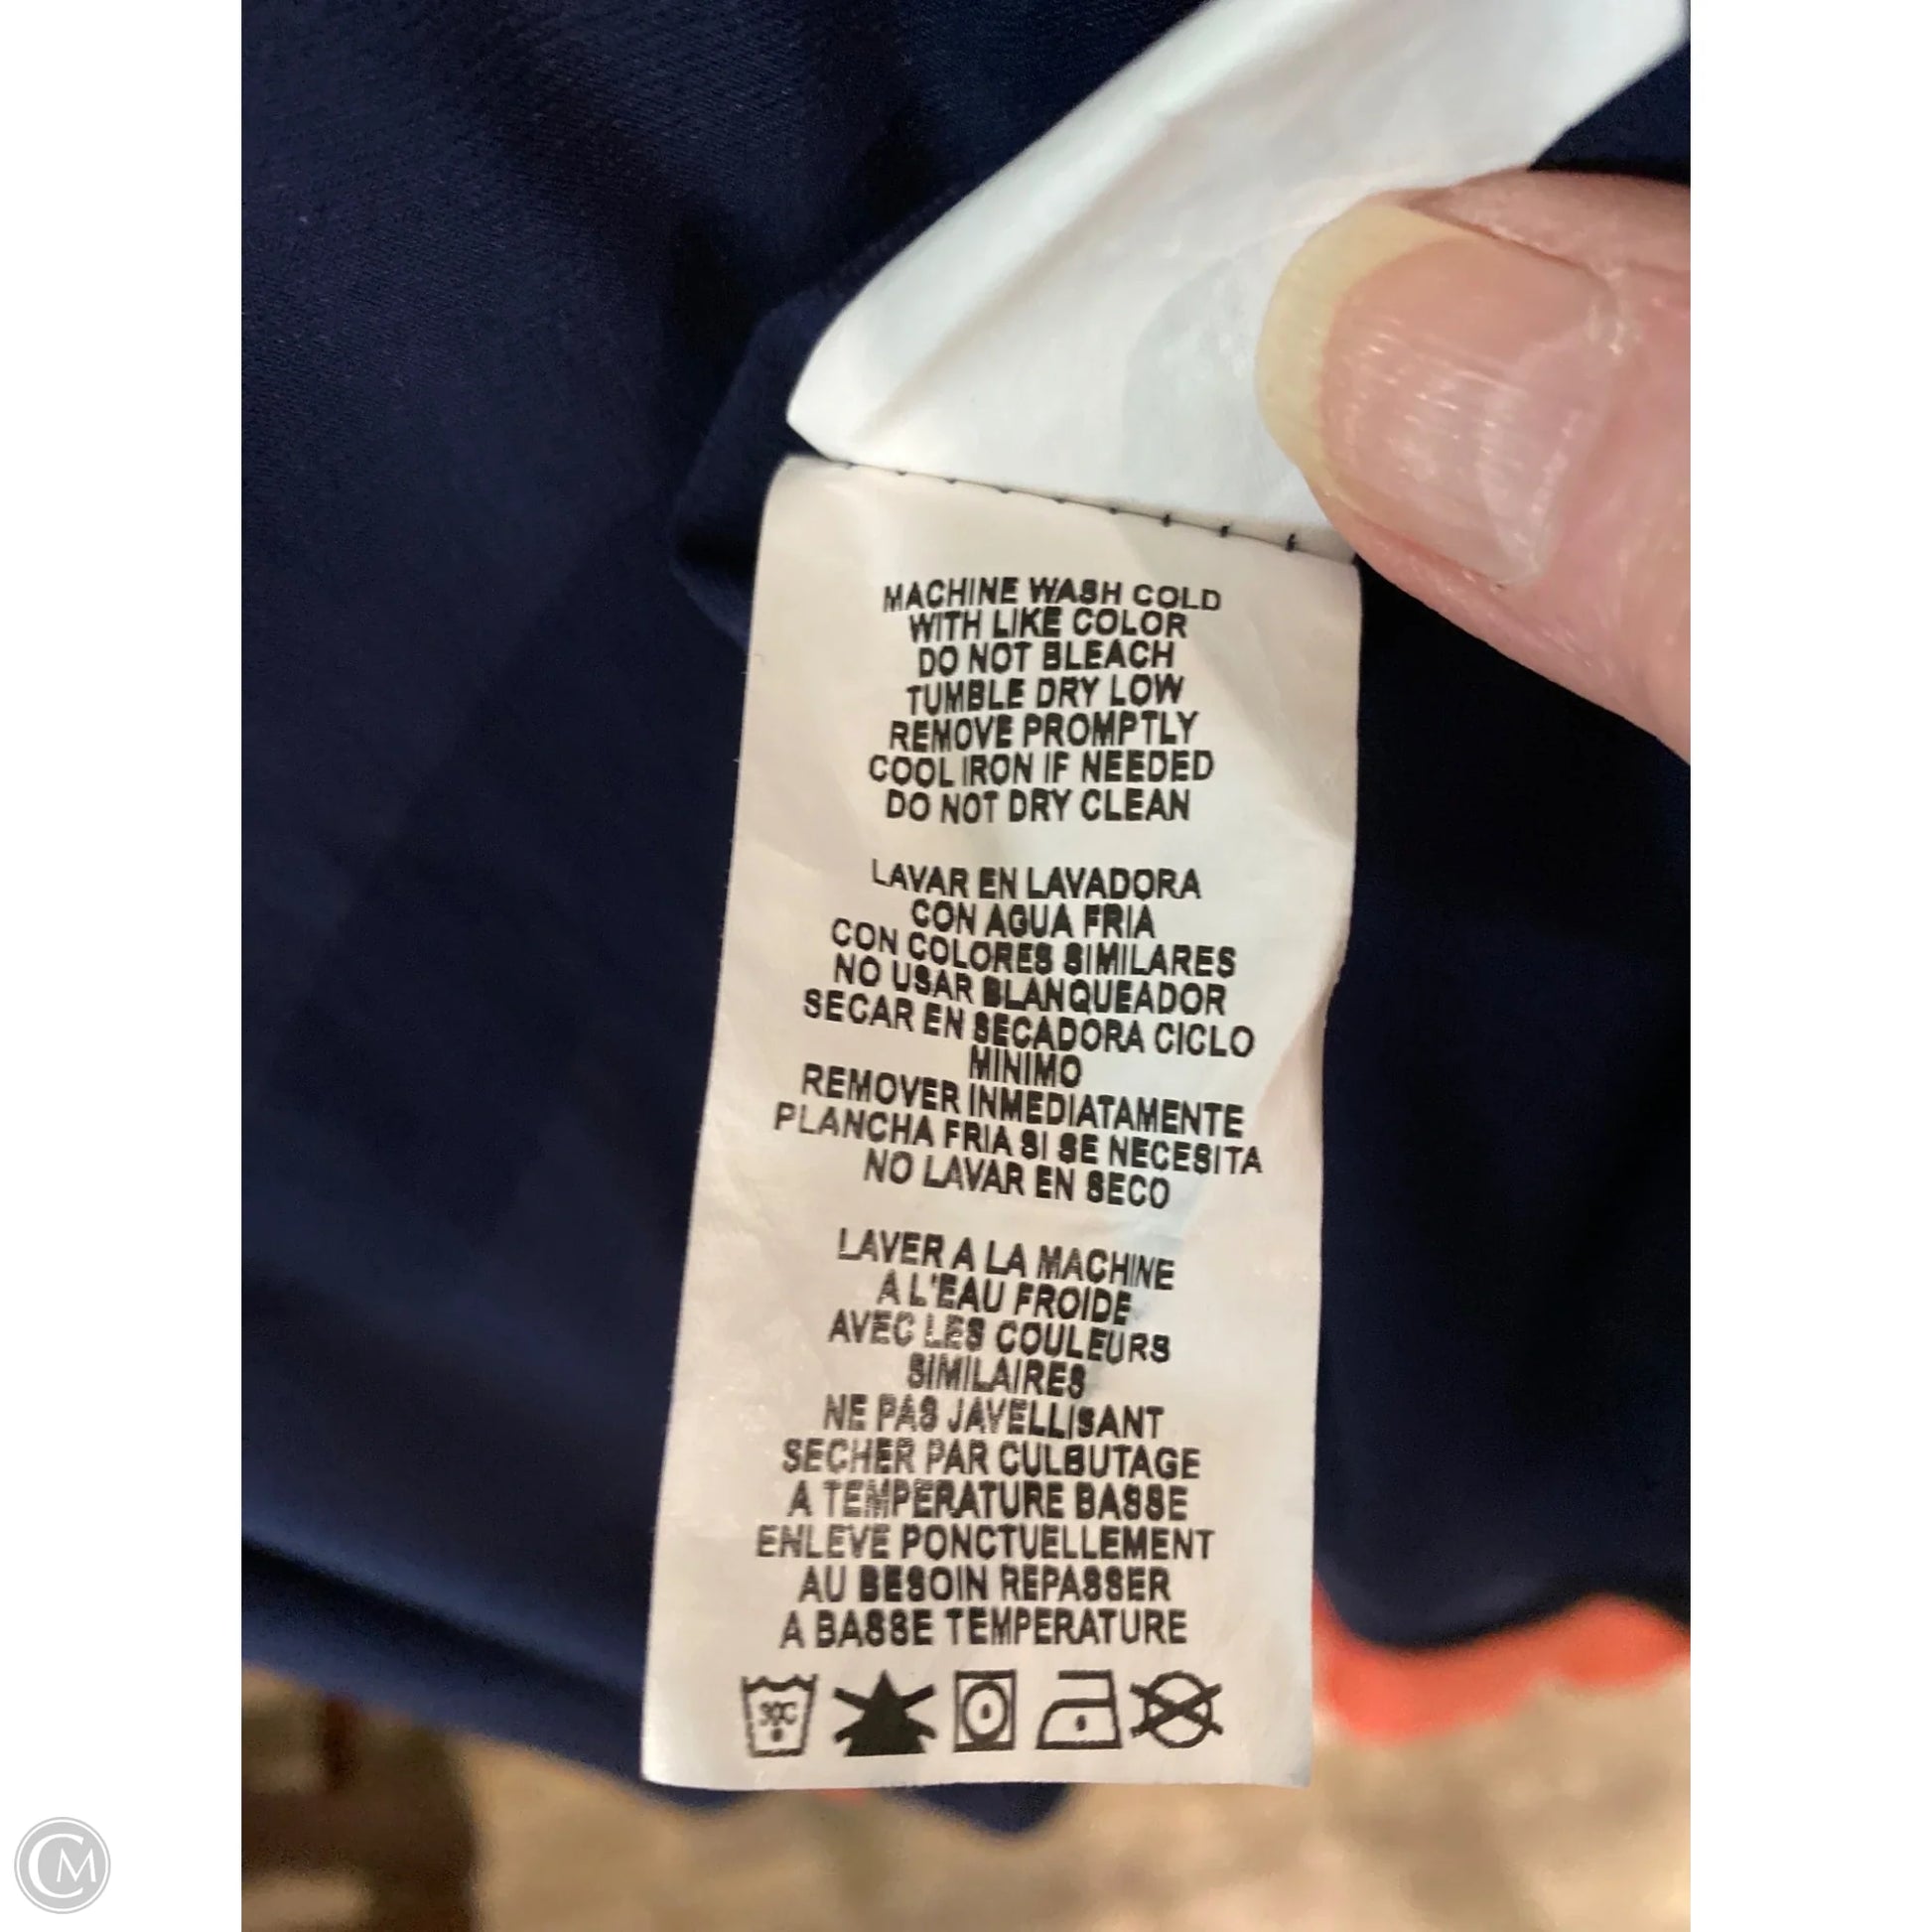 MACHINE WASH COLD
WITH LIKE COLOR
DO NOT BLEACH
TUMBLE DRY LOW
REMOVE PROMPTLY
COOL IRON IF NEEDED
DO NOT DRY CLEAN
LAVAR EN LAVADORA
CON AGUA FRIA
CON COLORES SIMILARES
NO USAR BLANQUEADOR
SECAR EN SECADORA CICLO
MINIMO
REMOVER INMEDIATAMENTE
PLANCHA FRIA SI SE NECESITA
NO LAVAR EN SECO
LAVER A LA MACHINE
A L'EAU FROIDE
AVEC LES COULEURS
SIMILAIRES
NE PAS JAVELLISANT
SECHER PAR CULBUTAGE
A TEMPERATURE BASSE
ENLEVE PONCTUELLEMENT
AU BESOIN REPASSER
A BASSE TEMPERATURE
30C
CM